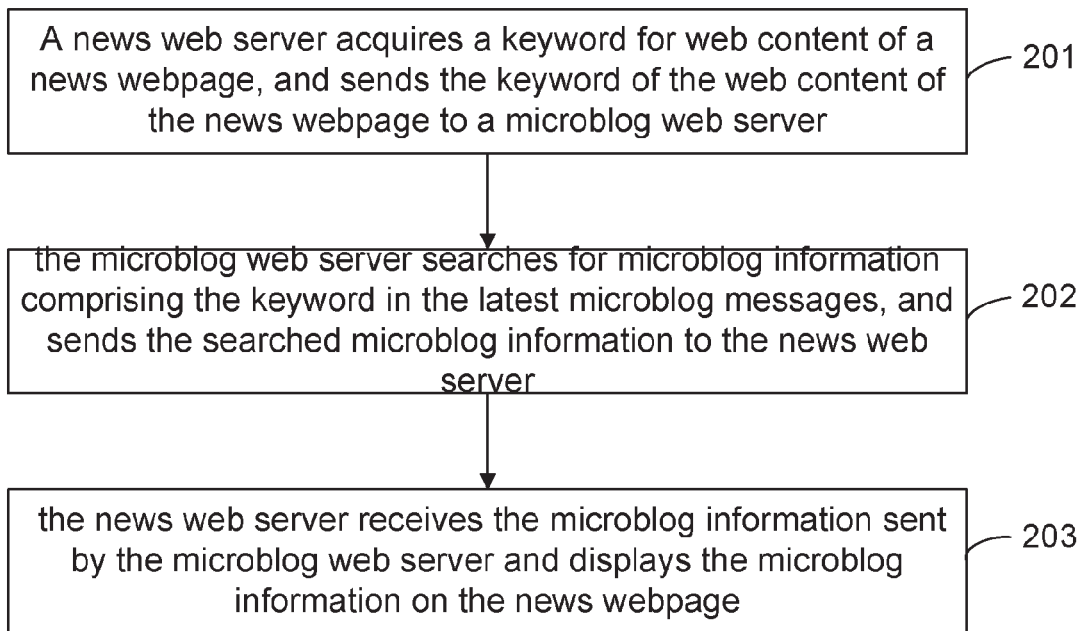 A news web server acquires a keyword for web content of a
news webpage, and sends the keyword of the web content of
the news webpage to a microblog web server
201
the microblog web server searches for microblog information
comprising the keyword in the latest microblog messages, and
sends the searched microblog information to the news web
server
202
the news web server receives the microblog information sent
by the microblog web server and displays the microblog
information on the news webpage
203